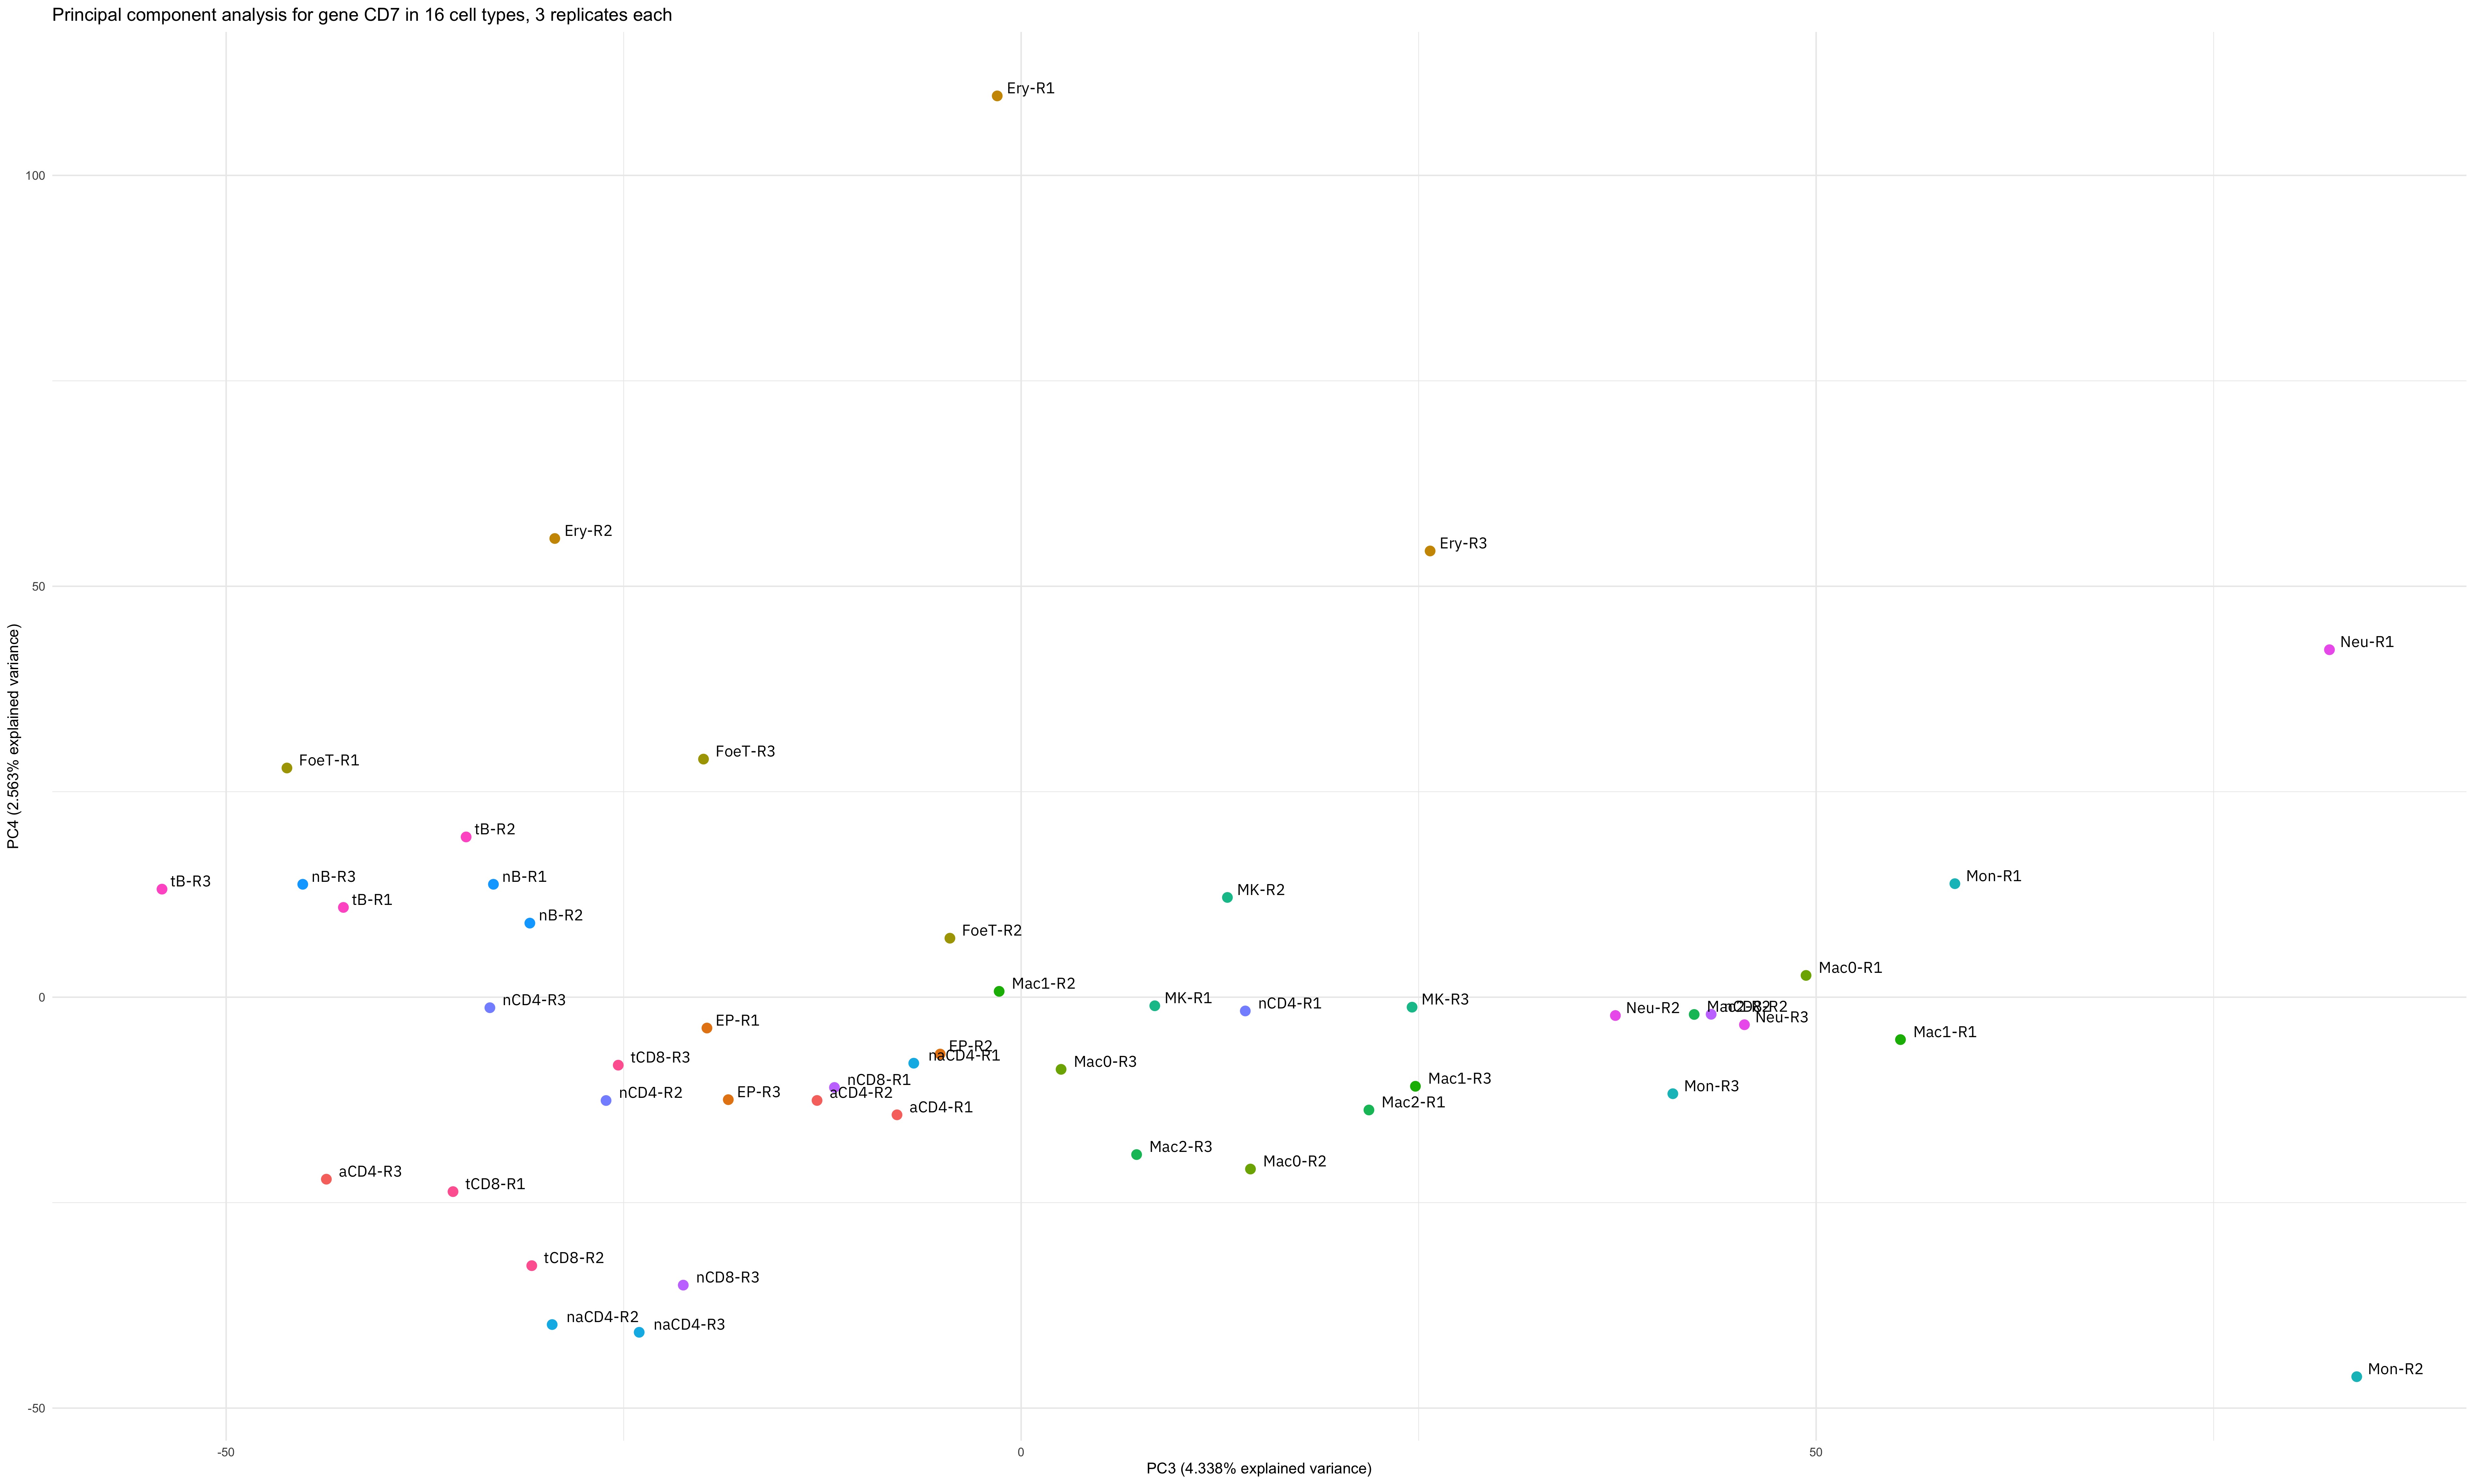 Principal component analysis for gene CD7 in 16 cell types, 3 replicates each
Ery-R1
100
Ery-R2
Ery-R3
50
Neu-R1
PC4 (2.563% explained variance)
FoeT-R3
FoeT-R1
tB-R2
nB-R3
nB-R1
Mon-R1
tB-R3
MK-R2
tB-R1
nB-R2
FoeT-R2
Mac0-R1
Mac1-R2
0
nCD4-R3
MK-R1
nCD4-R1
MK-R3
Neu-R2
Mac2-R2
nCD8-R2
Neu-R3
EP-R1
Mac1-R1
EP-R2
naCD4-R1
tCD8-R3
Mac0-R3
nCD8-R1
Mac1-R3
Mon-R3
nCD4-R2
EP-R3
aCD4-R2
Mac2-R1
aCD4-R1
Mac2-R3
Mac0-R2
aCD4-R3
tCD8-R1
tCD8-R2
nCD8-R3
naCD4-R2
naCD4-R3
Mon-R2
-50
-50
0
50
PC3 (4.338% explained variance)